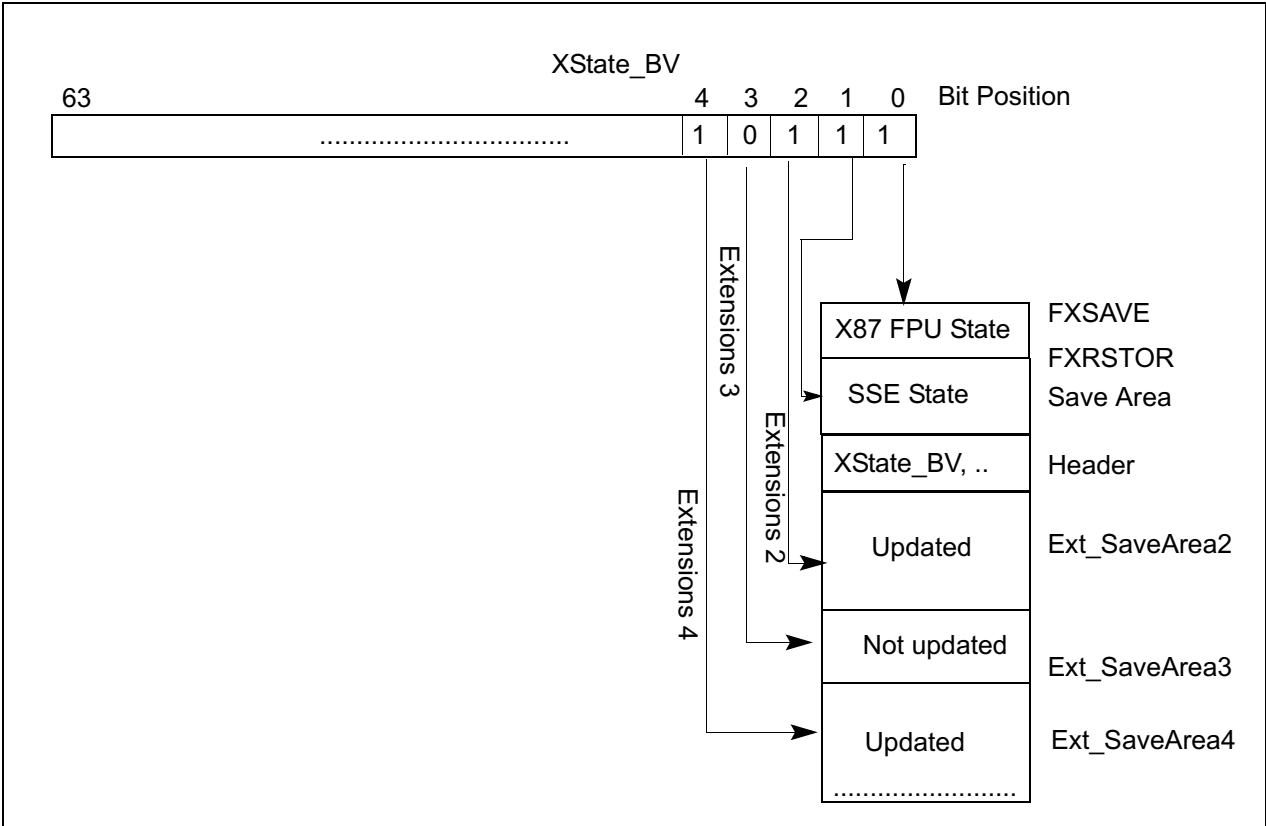 XState_BV
63 4 3 2 1 0 Bit Position
.................................. 1 0 1 1 1
Extensions 3
Extensions 2
Extensions 4
X87 FPU State
FXSAVE
FXRSTOR
SSE State
Save Area
XState_BV, ..
Header
Updated
Ext_SaveArea2
Not updated
Ext_SaveArea3
Updated
Ext_SaveArea4
.........................